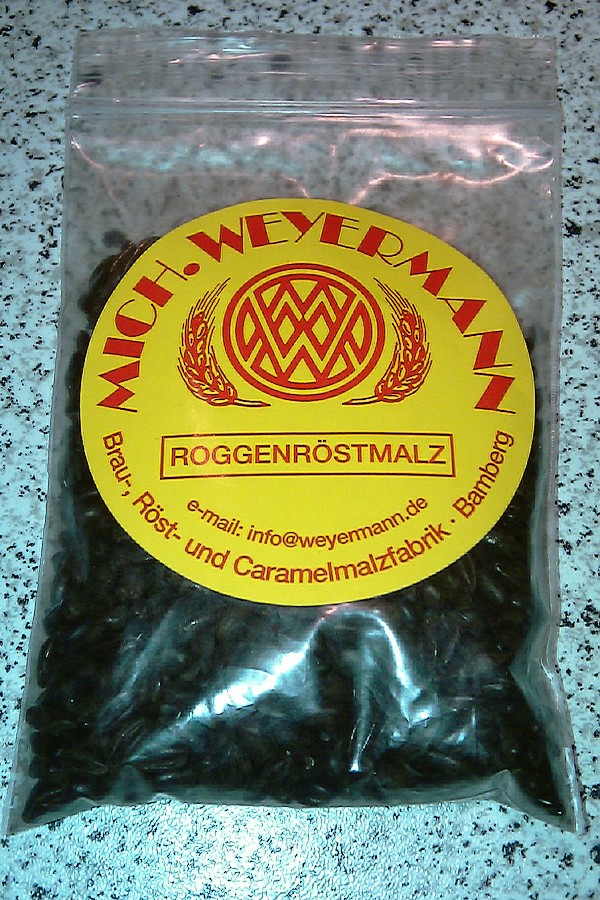 MICH. WEYERMANN
ROGGENRÖSTMALZ
e-mail: info@weyermann.de
Brau-, Röst- und Caramelmalzfabrik · Bamberg